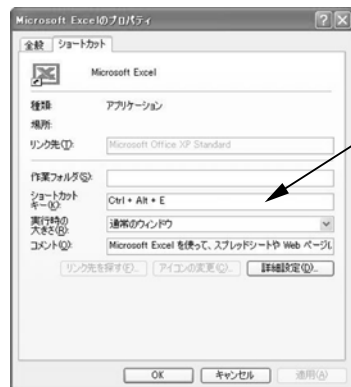 Microsoft Excelのプロパティ
全般 ショートカット
Microsoft Excel
種類: アプリケーション
場所:
リンク先(T): Microsoft Office XP Standard
作業フォルダ(S):
ショートカット
キー(K): Ctrl + Alt + E
実行時の
大きさ(R): 通常のウィンドウ
コメント(O): Microsoft Excel を使って、スプレッドシートや Web ページし
リンク先を探す(F)... アイコンの変更(C)... 詳細設定(D)...
OK キャンセル 適用(A)